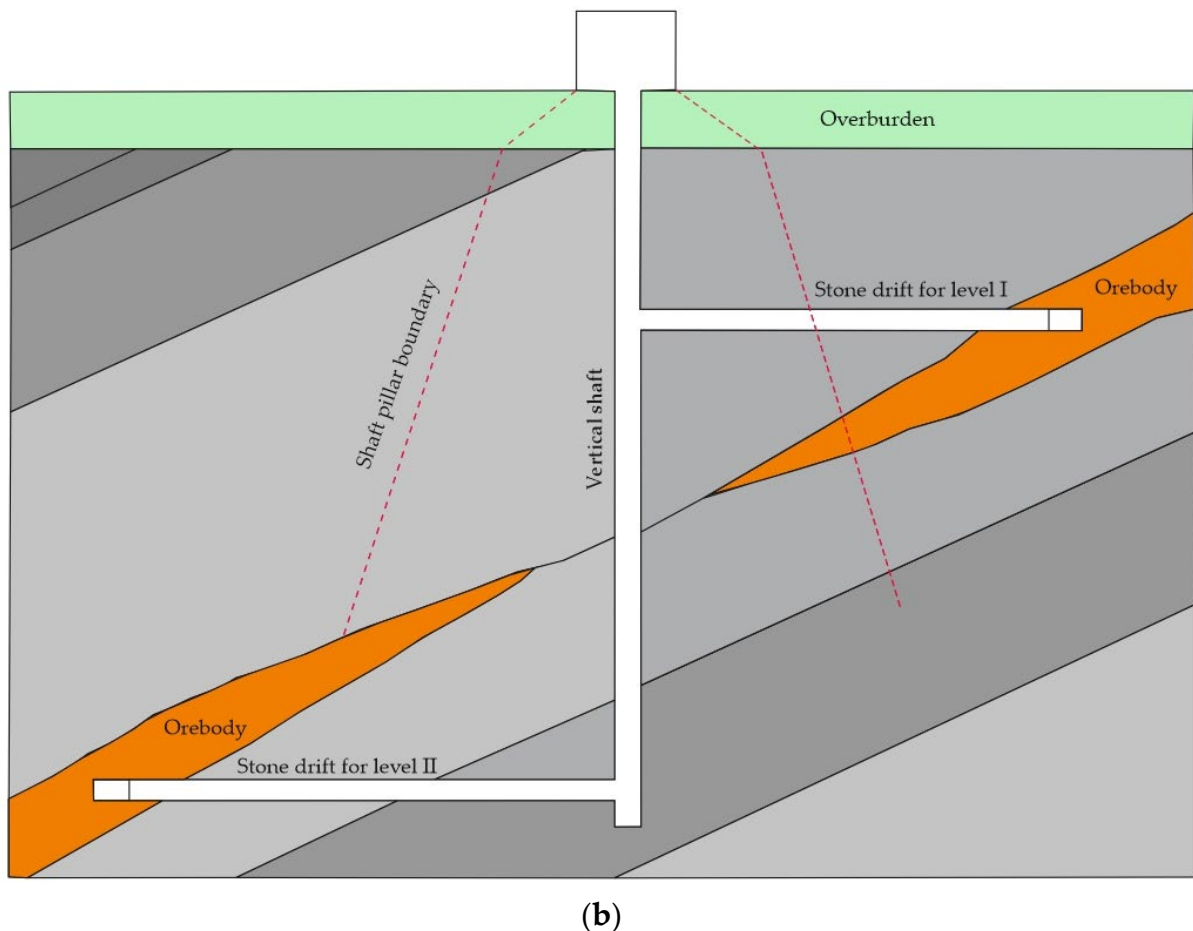 Overburden
Stone drift for level I
Orebody
Shaft pillar boundary
Vertical shaft
Orebody
Stone drift for level II
(b)